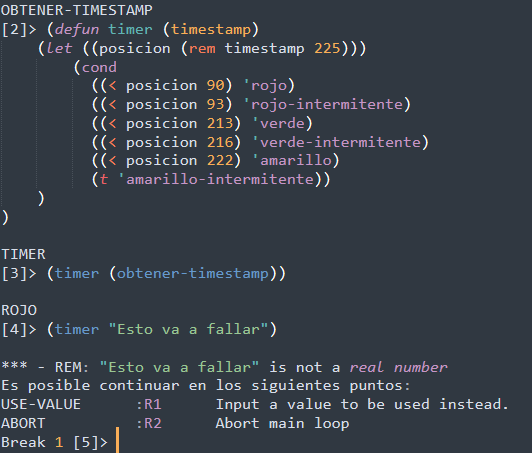 OBTENER-TIMESTAMP
[2]> (defun timer (timestamp)
(let ((posicion (rem timestamp 225)))
(cond
((< posicion 90) 'rojo)
((< posicion 93) 'rojo-intermitente)
((< posicion 213) 'verde)
((< posicion 216) 'verde-intermitente)
((< posicion 222) 'amarillo)
(t 'amarillo-intermitente))
)
)
TIMER
[3]> (timer (obtener-timestamp))
ROJO
[4]> (timer "Esto va a fallar")
*** - REM: "Esto va a fallar" is not a real number
Es posible continuar en los siguientes puntos:
USE-VALUE :R1 Input a value to be used instead.
ABORT :R2 Abort main loop
Break 1 [5]>